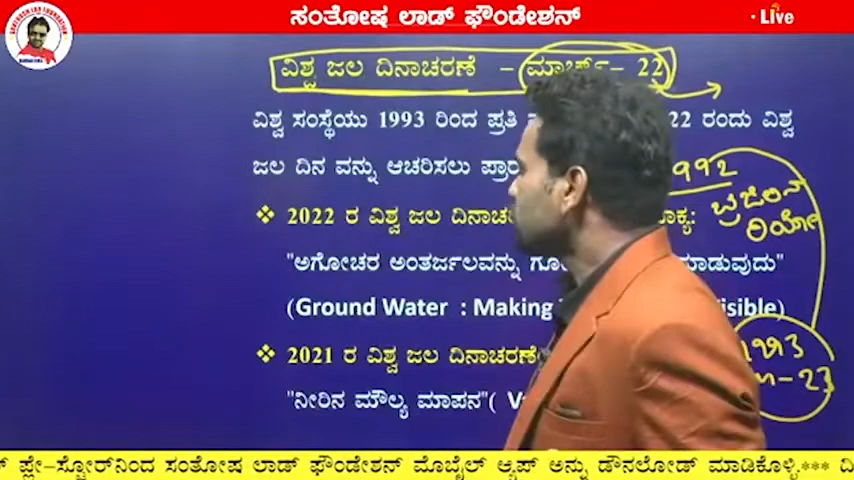 ಸಂತೋಷ ಲಾಡ್ ಫೌಂಡೇಶನ್
Live
ವಿಶ್ವ ಜಲ ದಿನಾಚರಣೆ - ಮಾರ್ಚ್- 22
ವಿಶ್ವ ಸಂಸ್ಥೆಯು 1993 ರಿಂದ ಪ್ರತಿ 22 ರಂದು ವಿಶ್ವ
ಜಲ ದಿನ ವನ್ನು ಆಚರಿಸಲು 1992
ಬ್ರಜಿಲಿನ್
❖ 2022 ರ ವಿಶ್ವ ಜಲ
ರಿಯೋ
"ಅಗೋಚರ ಅಂತರ್ಜಲವನ್ನು ಮಾಡುವುದು"
(Ground Water : Making
1993
❖ 2021 ರ ವಿಶ್ವ ಜಲ ದಿನಾಚರಣೆ
"ನೀರಿನ ಮೌಲ್ಯ ಮಾಪನ"(
ಪ್ಲೇ-ಸ್ಟೋರ್‌ನಿಂದ ಸಂತೋಷ ಲಾಡ್ ಫೌಂಡೇಶನ್ ಮೊಬೈಲ್ ಆ್ಯಪ್ ಅನ್ನು ಡೌನಲೋಡ್ ಮಾಡಿಕೊಳ್ಳಿ.***